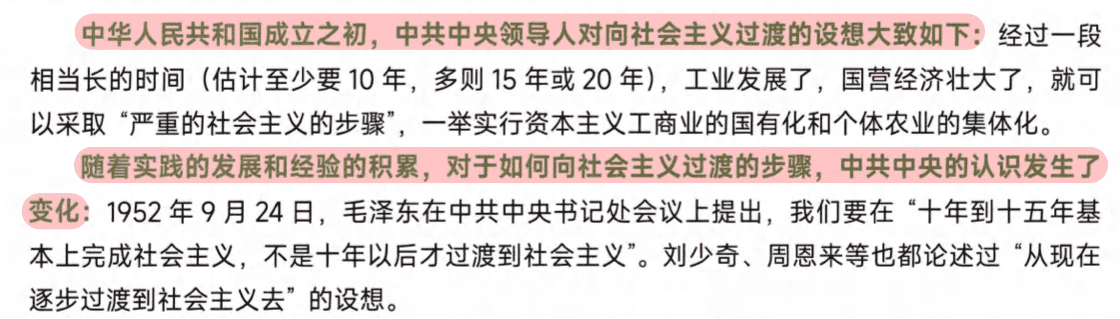 中华人民共和国成立之初，中共中央领导人对向社会主义过渡的设想大致如下：经过一段
相当长的时间（估计至少要 10 年，多则 15 年或 20 年），工业发展了，国营经济壮大了，就可
以采取“严重的社会主义的步骤”，一举实行资本主义工商业的国有化和个体农业的集体化。
随着实践的发展和经验的积累，对于如何向社会主义过渡的步骤，中共中央的认识发生了
变化：1952 年 9 月 24 日，毛泽东在中共中央书记处会议上提出，我们要在“十年到十五年基
本上完成社会主义，不是十年以后才过渡到社会主义”。刘少奇、周恩来等也都论述过“从现在
逐步过渡到社会主义去”的设想。